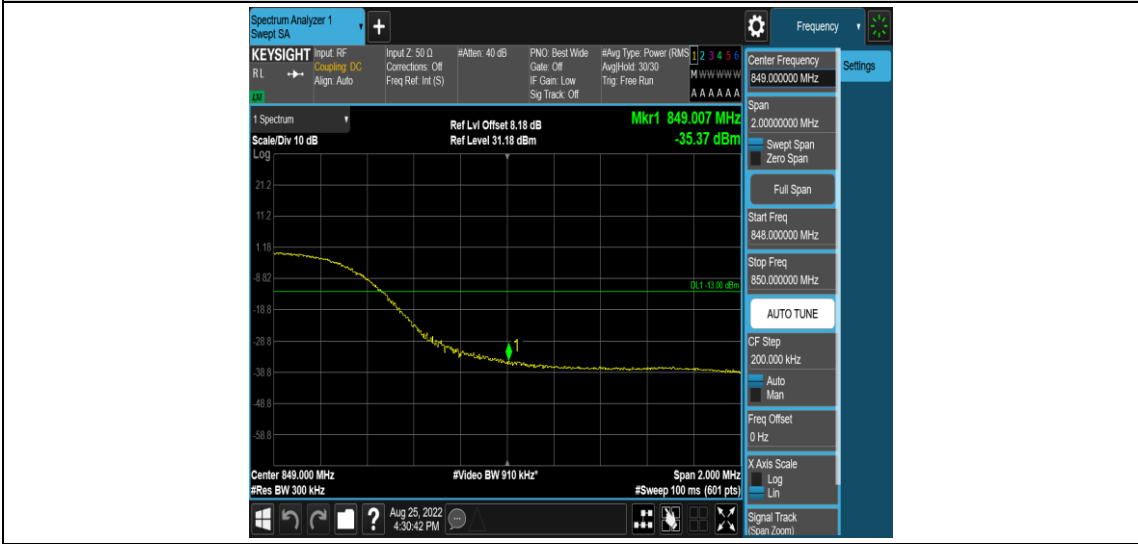 Spectrum Analyzer 1
Swept SA
+
Frequency
KEYSIGHT
RL
Input: RF
Coupling: DC
Align: Auto
Input Z: 50 Ω
Corrections: Off
Freq Ref: Int (S)
#Atten: 40 dB
PNO: Best Wide
Gate: Off
IF Gain: Low
Sig Track: Off
#Avg Type: Power (RMS
Avg|Hold: 30/30
Trig: Free Run
1 2 3 4 5 6
M W W W W W
A A A A A A
1 Spectrum
Scale/Div 10 dB
Log
Ref Lvl Offset 8.18 dB
Ref Level 31.18 dBm
Mkr1 849.007 MHz
-35.37 dBm
21.2
11.2
1.18
-8.82
-18.8
-28.8
-38.8
-48.8
-58.8
DL1 -13.00 dBm
1
Center 849.000 MHz
#Res BW 300 kHz
#Video BW 910 kHz*
Span 2.000 MHz
#Sweep 100 ms (601 pts)
Center Frequency
849.000000 MHz
Settings
Span
2.00000000 MHz
Swept Span
Zero Span
Full Span
Start Freq
848.000000 MHz
Stop Freq
850.000000 MHz
AUTO TUNE
CF Step
200.000 kHz
Auto
Man
Freq Offset
0 Hz
X Axis Scale
Log
Lin
Signal Track
(Span Zoom)
?
Aug 25, 2022
4:30:42 PM